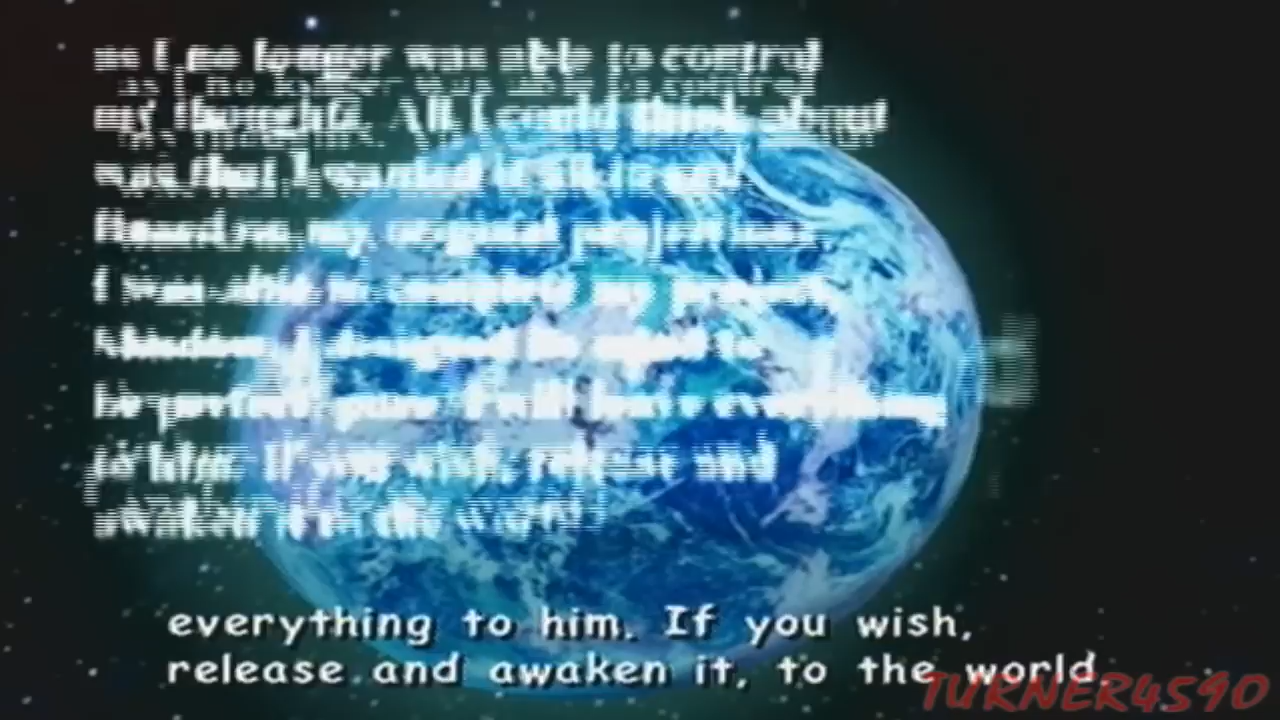 as I no longer was able to control
my thoughts. All I could think about
was that I wanted it all to end.
Based on my original project
I was able to complete my project,
Shadow. I designed its mind to
be perfect, pure. I will leave everything
to him. If you wish, release and
awaken it to the world!
everything to him. If you wish,
release and awaken it, to the world.
TURNER4590